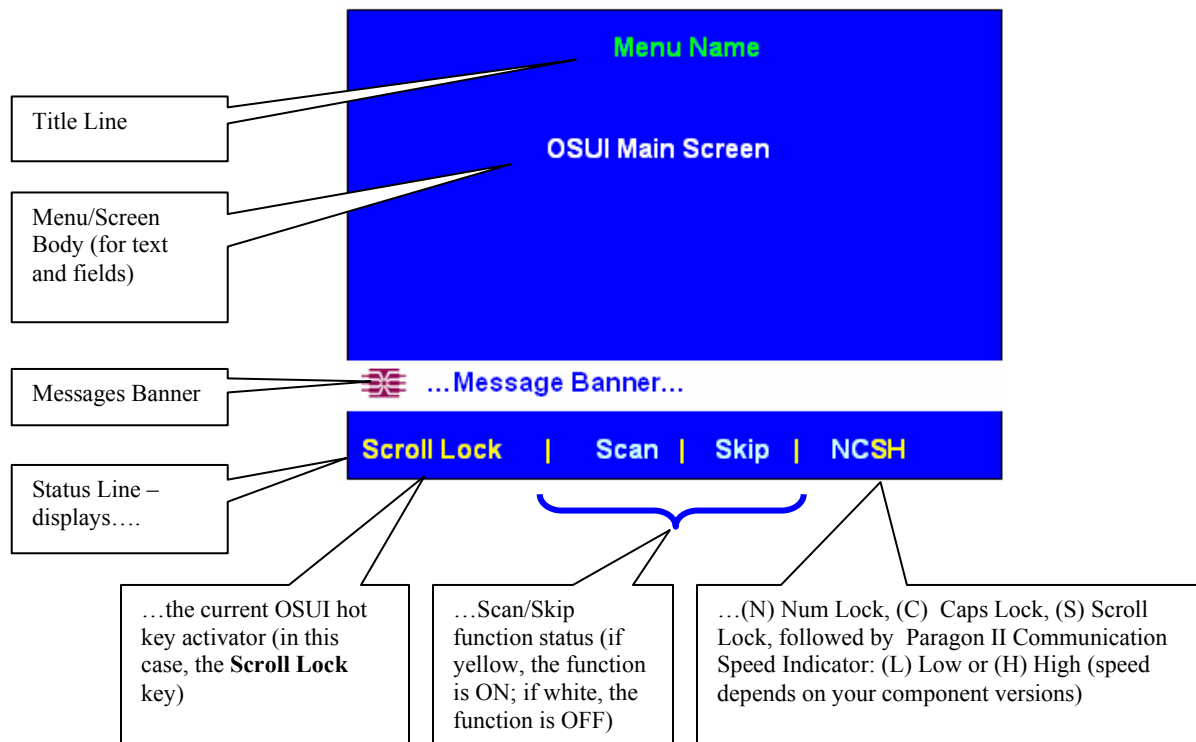 Menu Name
Title Line
OSUI Main Screen
Menu/Screen
Body (for text
and fields)
Messages Banner
...Message Banner...
Scroll Lock | Scan | Skip | NCSH
Status Line –
displays….
…the current OSUI hot
key activator (in this
case, the Scroll Lock
key)
…Scan/Skip
function status (if
yellow, the function
is ON; if white, the
function is OFF)
…(N) Num Lock, (C) Caps Lock, (S) Scroll
Lock, followed by Paragon II Communication
Speed Indicator: (L) Low or (H) High (speed
depends on your component versions)